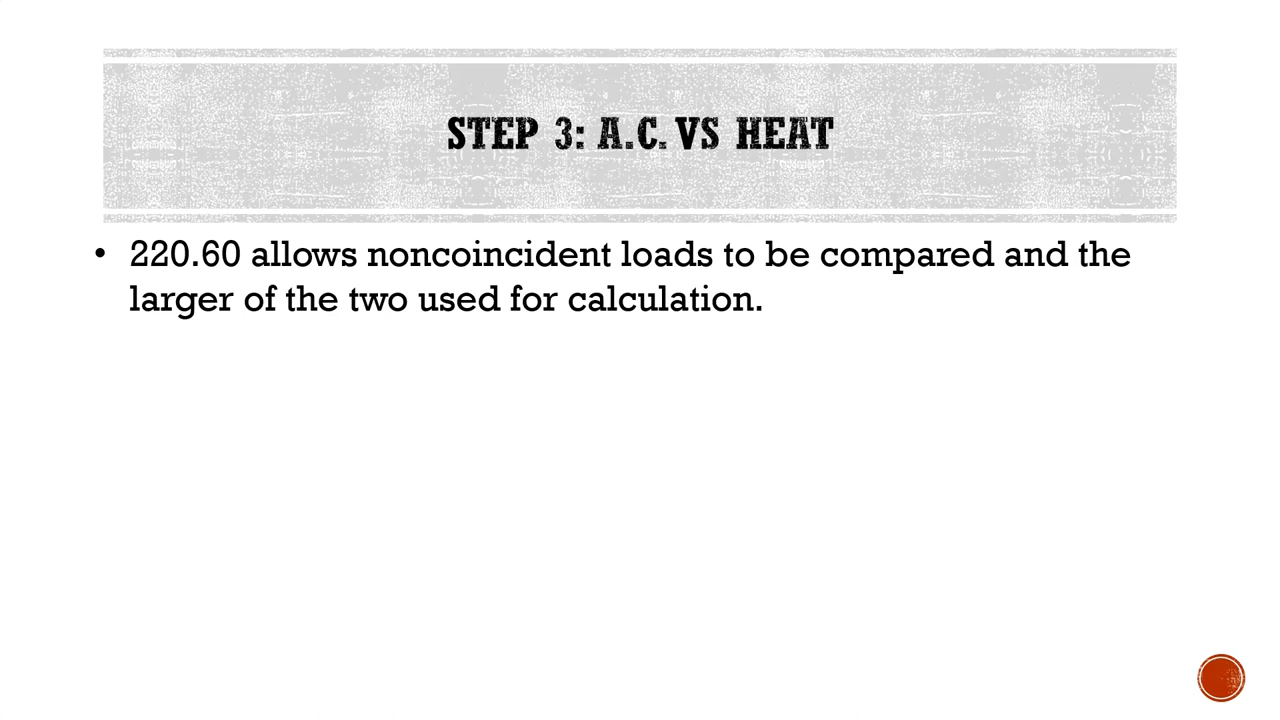 STEP 3: A.C. VS HEAT
• 220.60 allows noncoincident loads to be compared and the
larger of the two used for calculation.